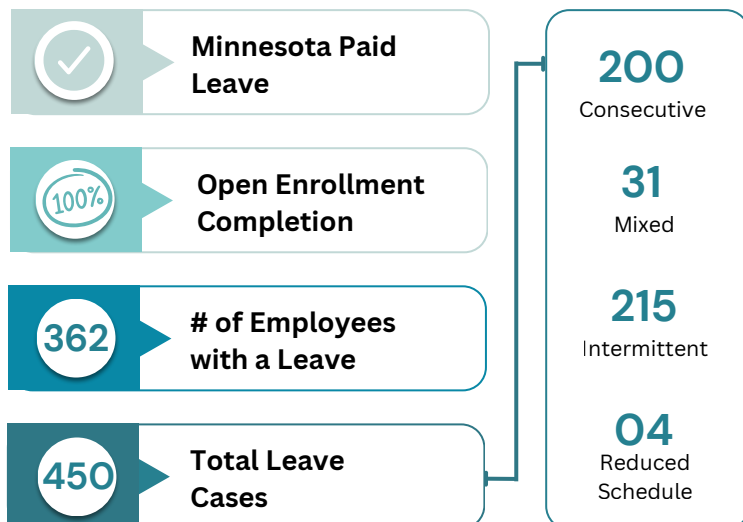 Minnesota Paid
Leave
100%
Open Enrollment
Completion
362
# of Employees
with a Leave
450
Total Leave
Cases
200
Consecutive
31
Mixed
215
Intermittent
04
Reduced
Schedule